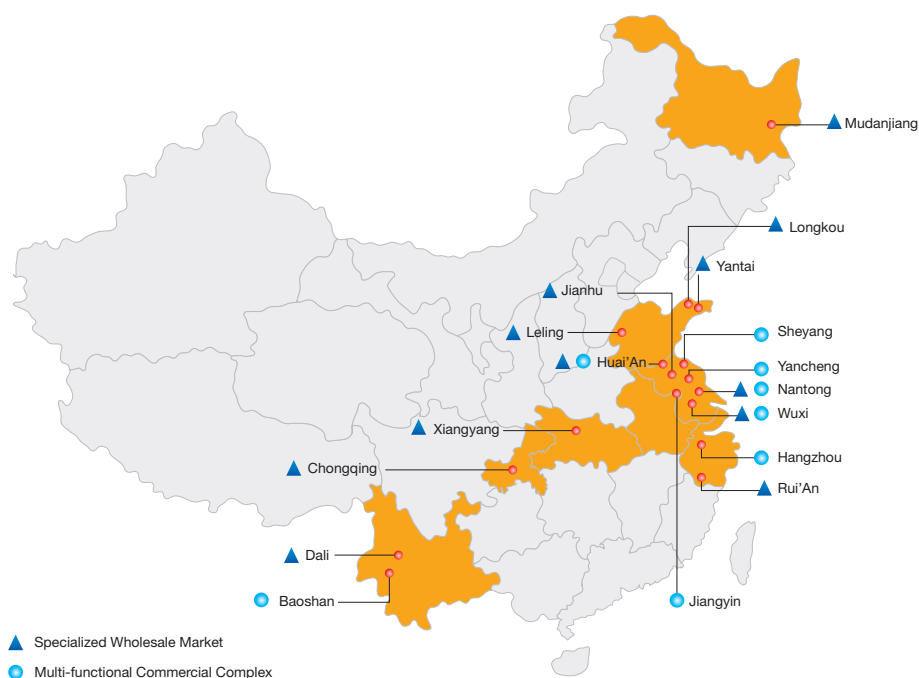 Mudanjiang
Longkou
Yantai
Jianhu
Leling
Sheyang
Huai'An
Yancheng
Nantong
Wuxi
Xiangyang
Hangzhou
Chongqing
Rui'An
Dali
Baoshan
Jiangyin
Specialized Wholesale Market
Multi-functional Commercial Complex